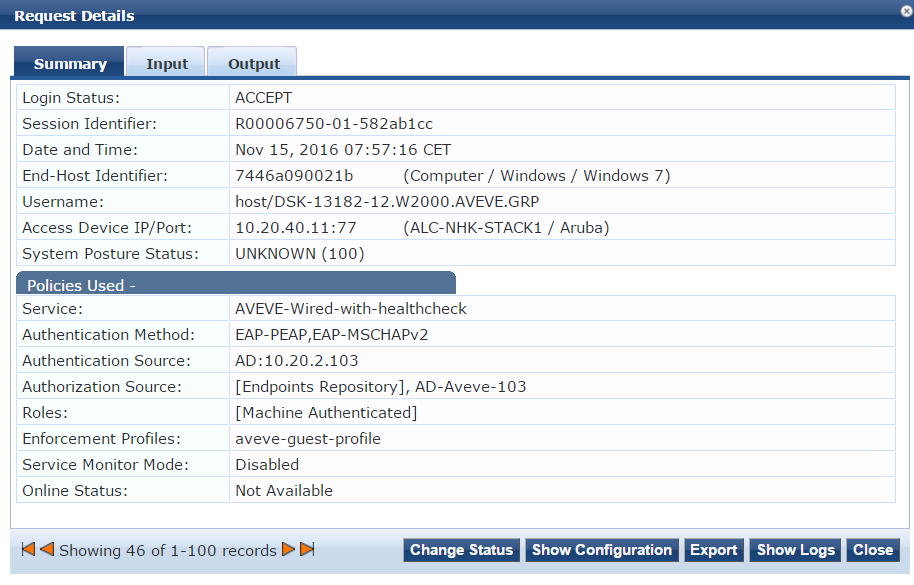 Request Details
Summary Input Output
Login Status: ACCEPT
Session Identifier: R00006750-01-582ab1cc
Date and Time: Nov 15, 2016 07:57:16 CET
End-Host Identifier: 7446a090021b (Computer / Windows / Windows 7)
Username: host/DSK-13182-12.W2000.AVEVE.GRP
Access Device IP/Port: 10.20.40.11:77 (ALC-NHK-STACK1 / Aruba)
System Posture Status: UNKNOWN (100)
Policies Used -
Service: AVEVE-Wired-with-healthcheck
Authentication Method: EAP-PEAP,EAP-MSCHAPv2
Authentication Source: AD:10.20.2.103
Authorization Source: [Endpoints Repository], AD-Aveve-103
Roles: [Machine Authenticated]
Enforcement Profiles: aveve-guest-profile
Service Monitor Mode: Disabled
Online Status: Not Available
Showing 46 of 1-100 records Change Status Show Configuration Export Show Logs Close